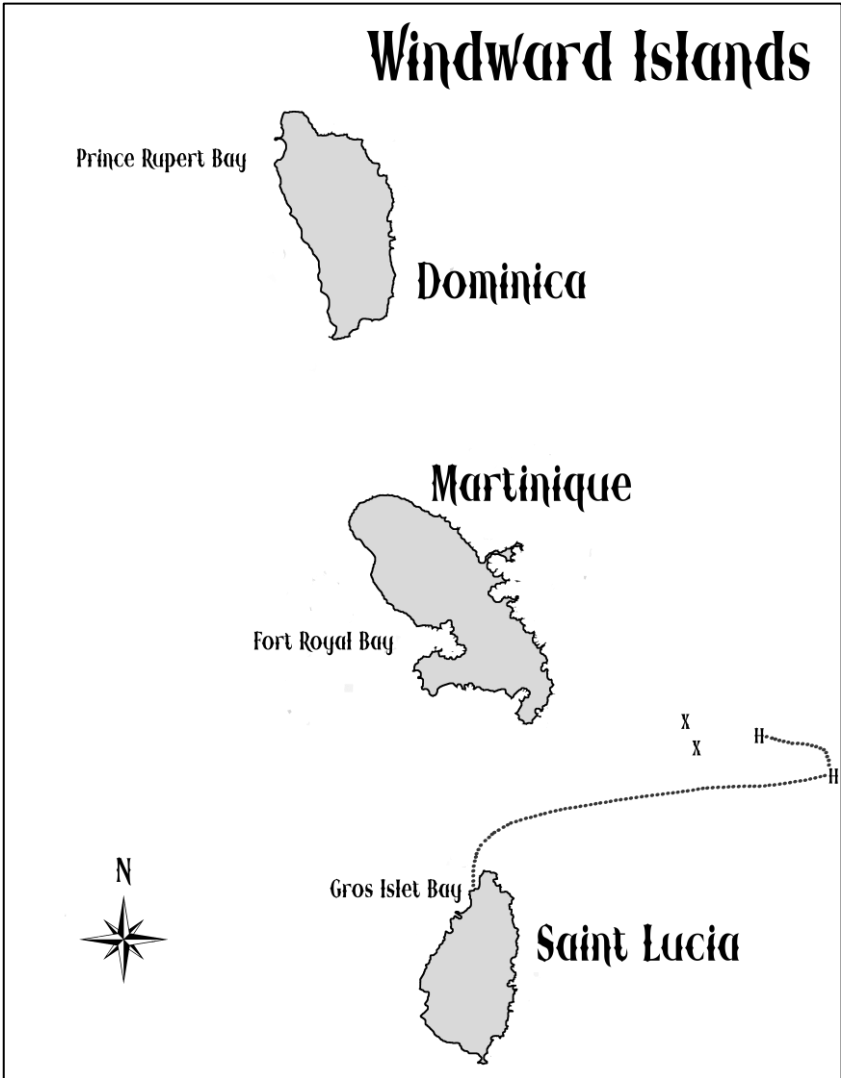 Windward Islands
Prince Rupert Bay
Dominica
Martinique
Fort Royal Bay
X
H
X
H
N
Gros Islet Bay
Saint Lucia